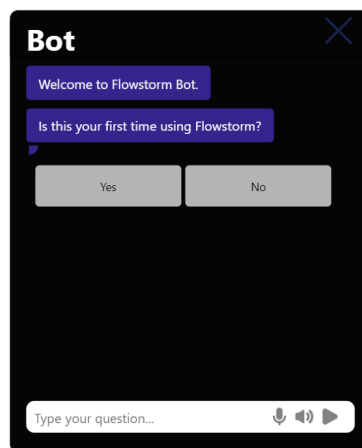 Bot
Welcome to Flowstorm Bot.
Is this your first time using Flowstorm?
Yes
No
Type your question...